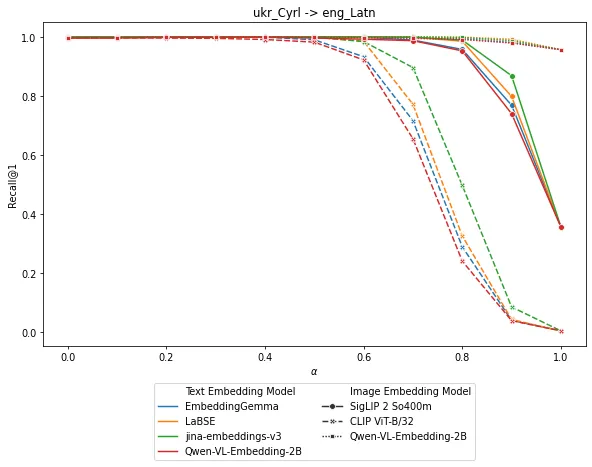 ukr_Cyrl -> eng_Latn
Recall@1
1.0
0.8
0.6
0.4
0.2
0.0
0.0 0.2 0.4 0.6 0.8 1.0
α
Text Embedding Model Image Embedding Model
EmbeddingGemma SigLIP 2 So400m
LaBSE CLIP ViT-B/32
jina-embeddings-v3 Qwen-VL-Embedding-2B
Qwen-VL-Embedding-2B